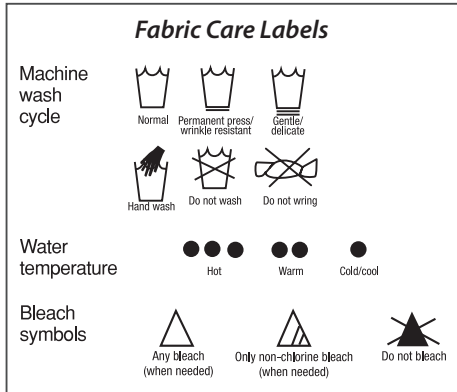 Fabric Care Labels
Machine
wash
cycle
Normal
Permanent press/
wrinkle resistant
Gentle/
delicate
Hand wash
Do not wash
Do not wring
Water
temperature
Hot
Warm
Cold/cool
Bleach
symbols
Any bleach
(when needed)
Only non-chlorine bleach
(when needed)
Do not bleach